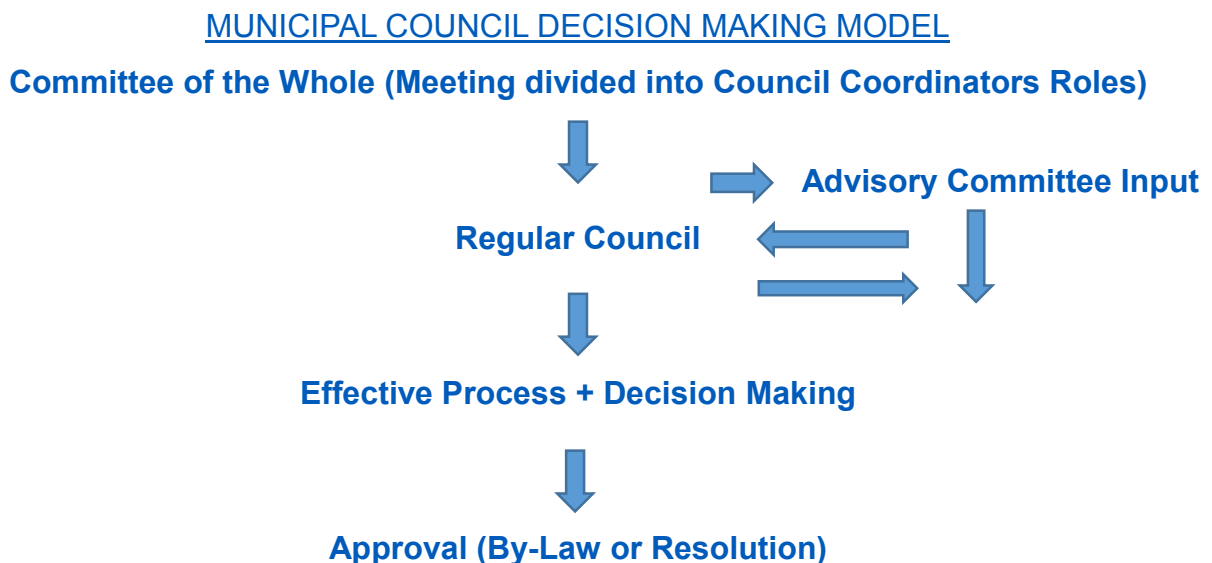 MUNICIPAL COUNCIL DECISION MAKING MODEL
Committee of the Whole (Meeting divided into Council Coordinators Roles)
Advisory Committee Input
Regular Council
Effective Process + Decision Making
Approval (By-Law or Resolution)